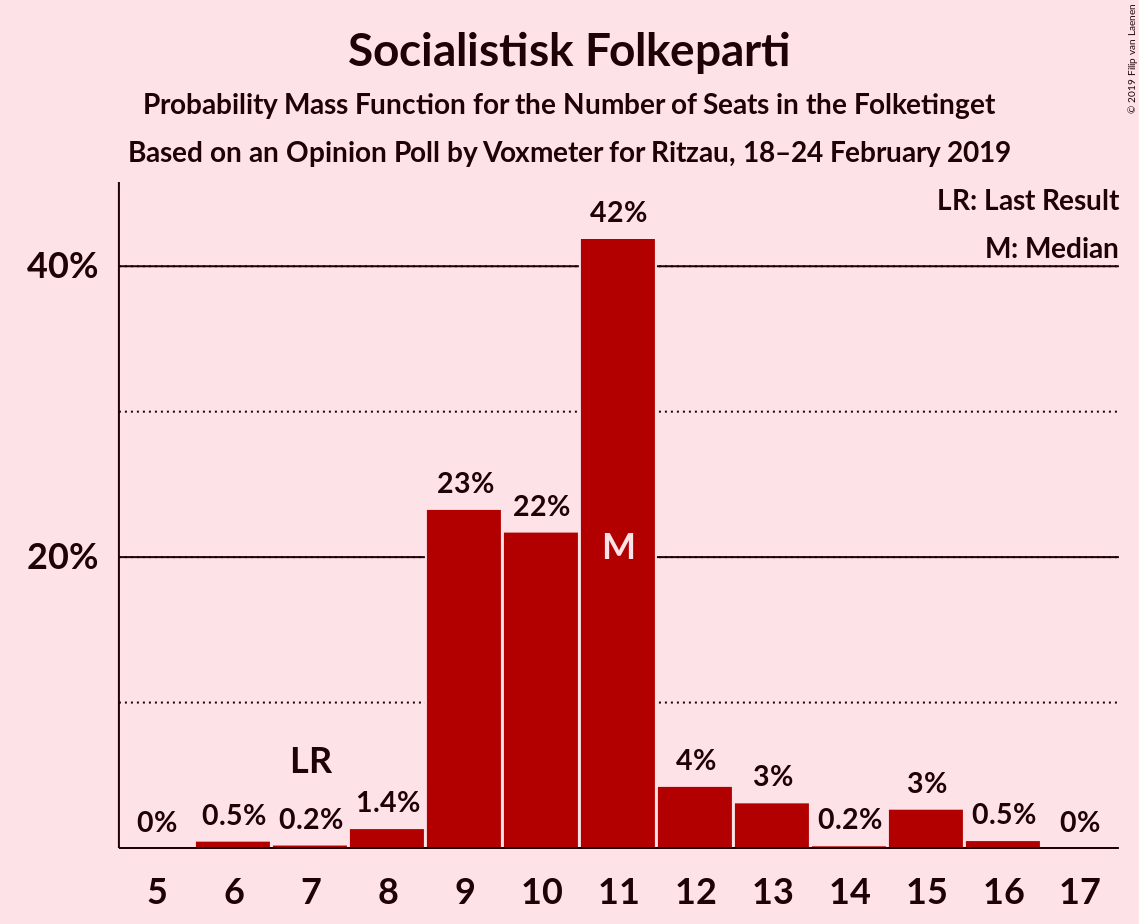 Socialistisk Folkeparti
Probability Mass Function for the Number of Seats in the Folketinget
Based on an Opinion Poll by Voxmeter for Ritzau, 18–24 February 2019
© 2019 Filip van Laenen
LR: Last Result
M: Median
40%
20%
0%
0.5%
0.2%
LR
1.4%
23%
22%
42%
M
4%
3%
0.2%
3%
0.5%
0%
5 6 7 8 9 10 11 12 13 14 15 16 17